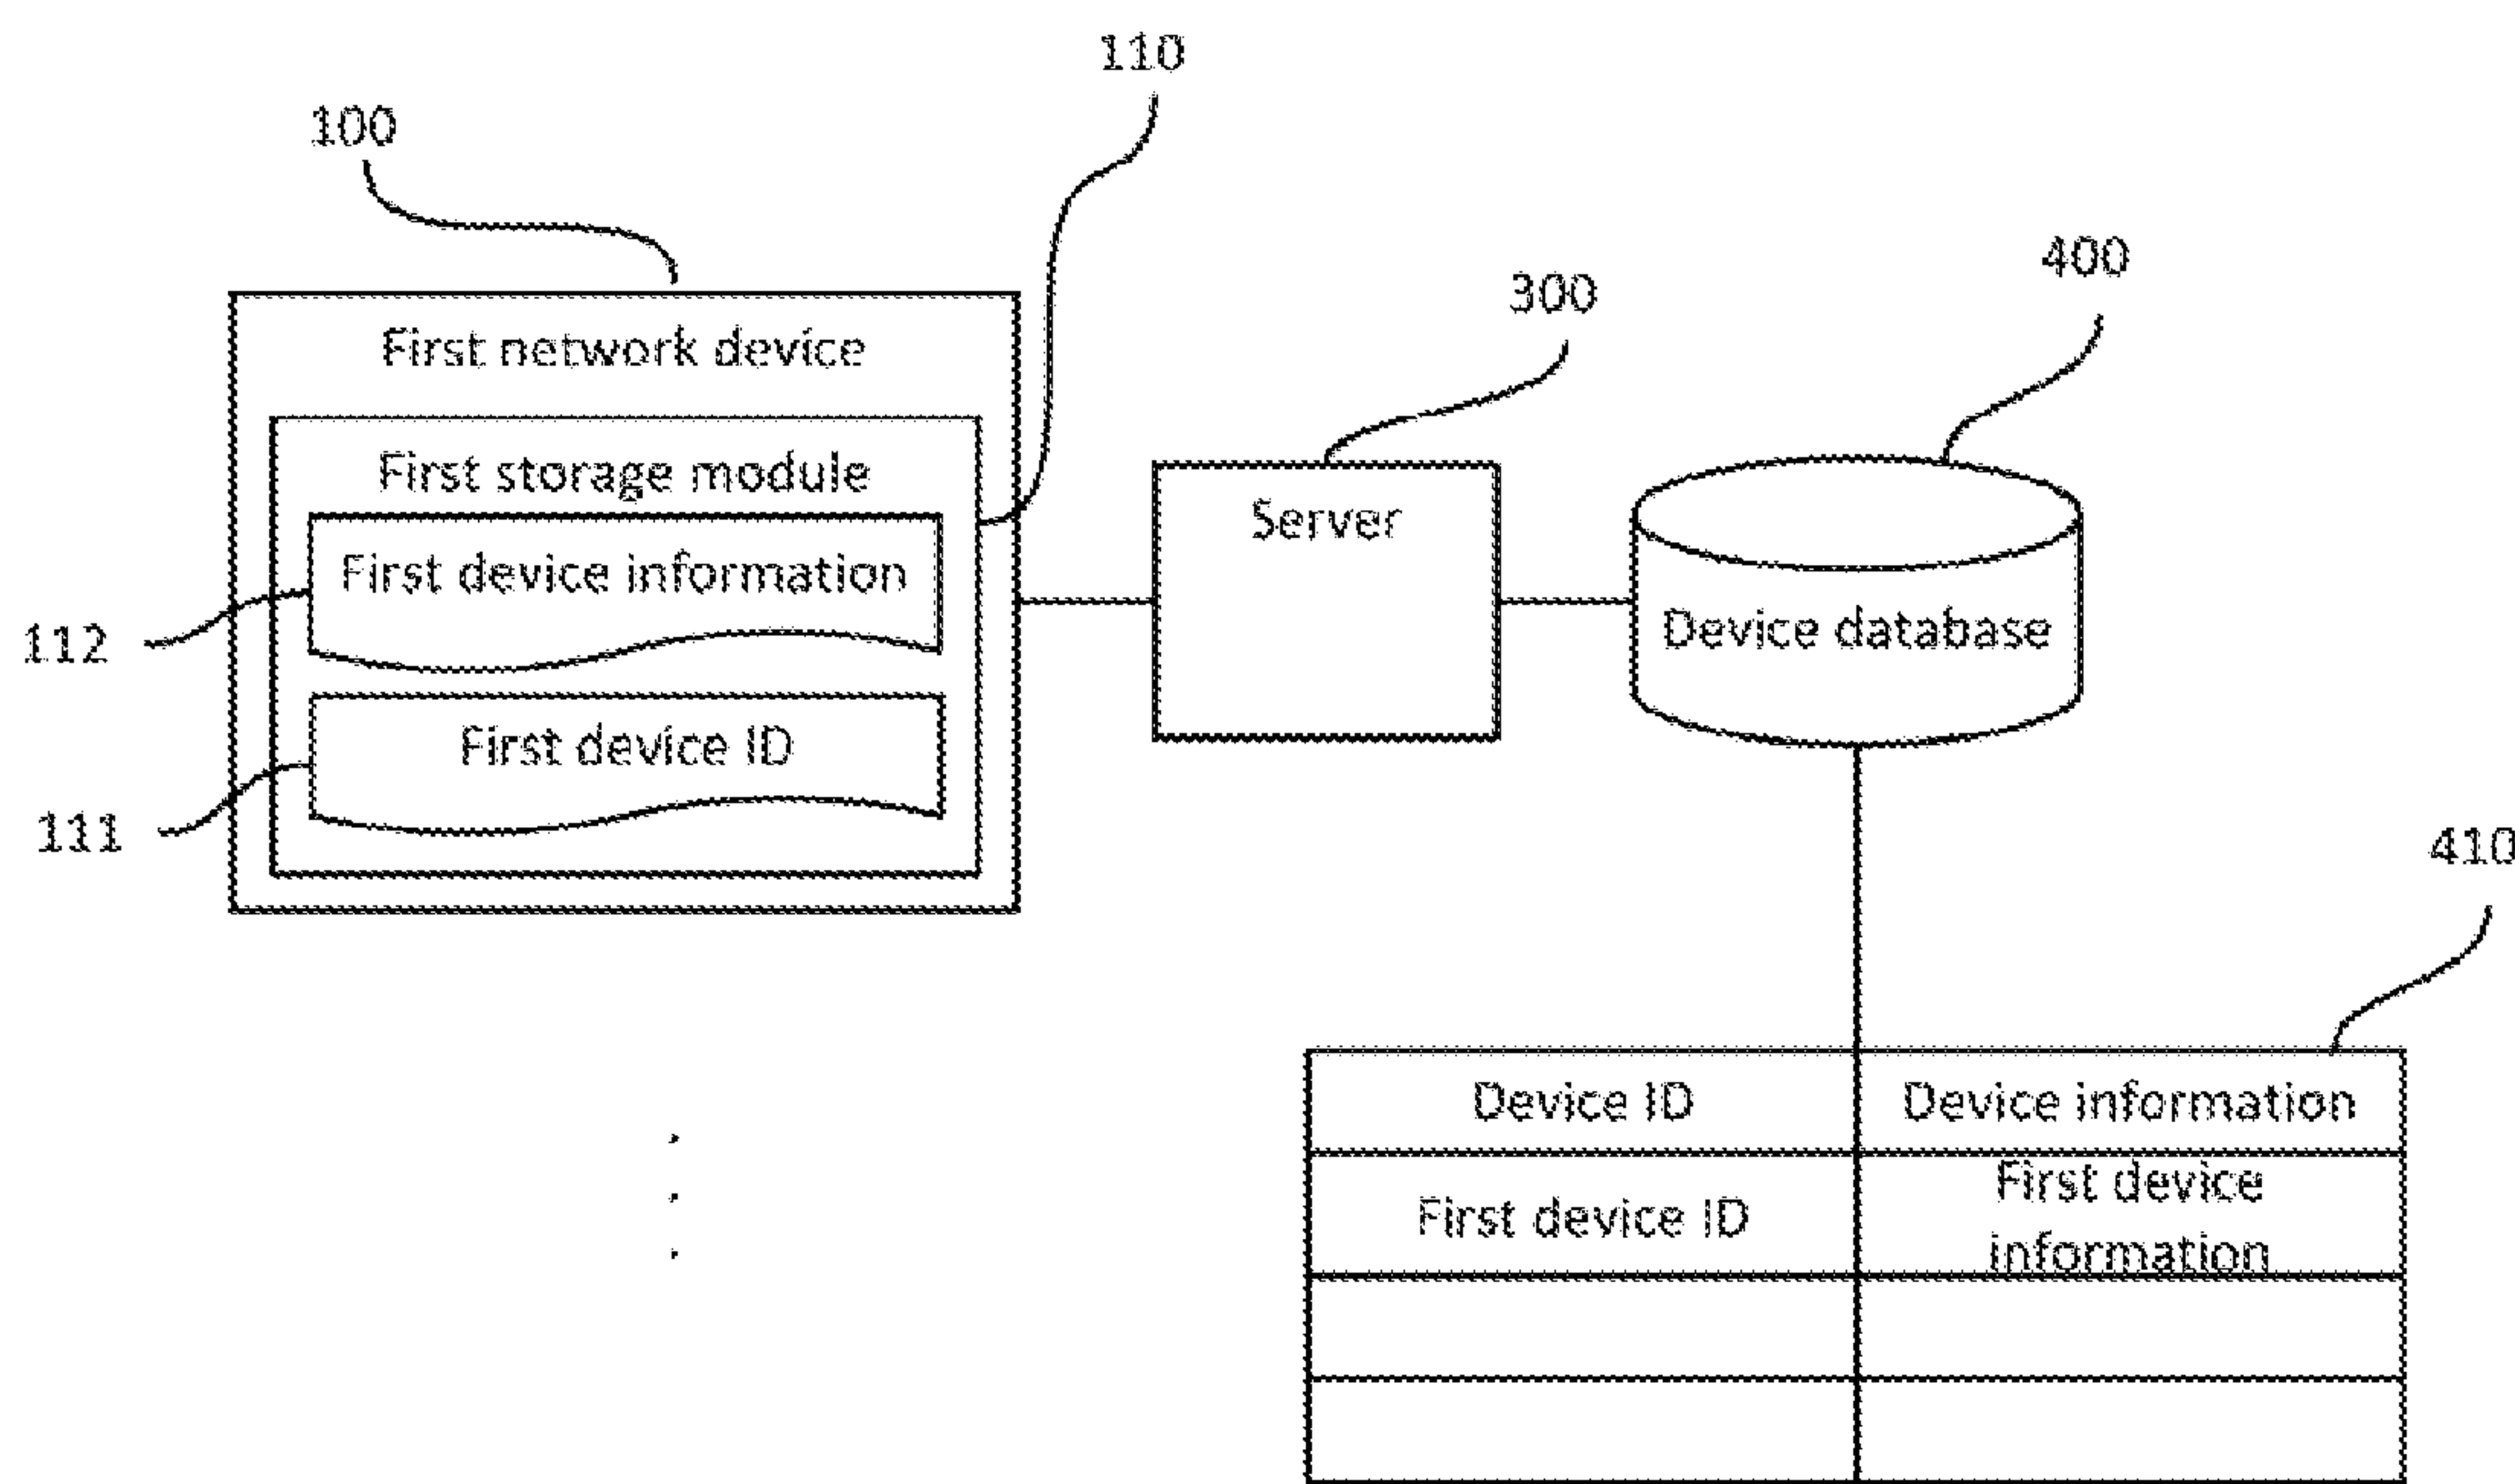 110
100
400
300
First network device
First storage module
Server
First device information
Device database
112
First device ID
111
410
Device ID
Device information
First device ID
First device
information